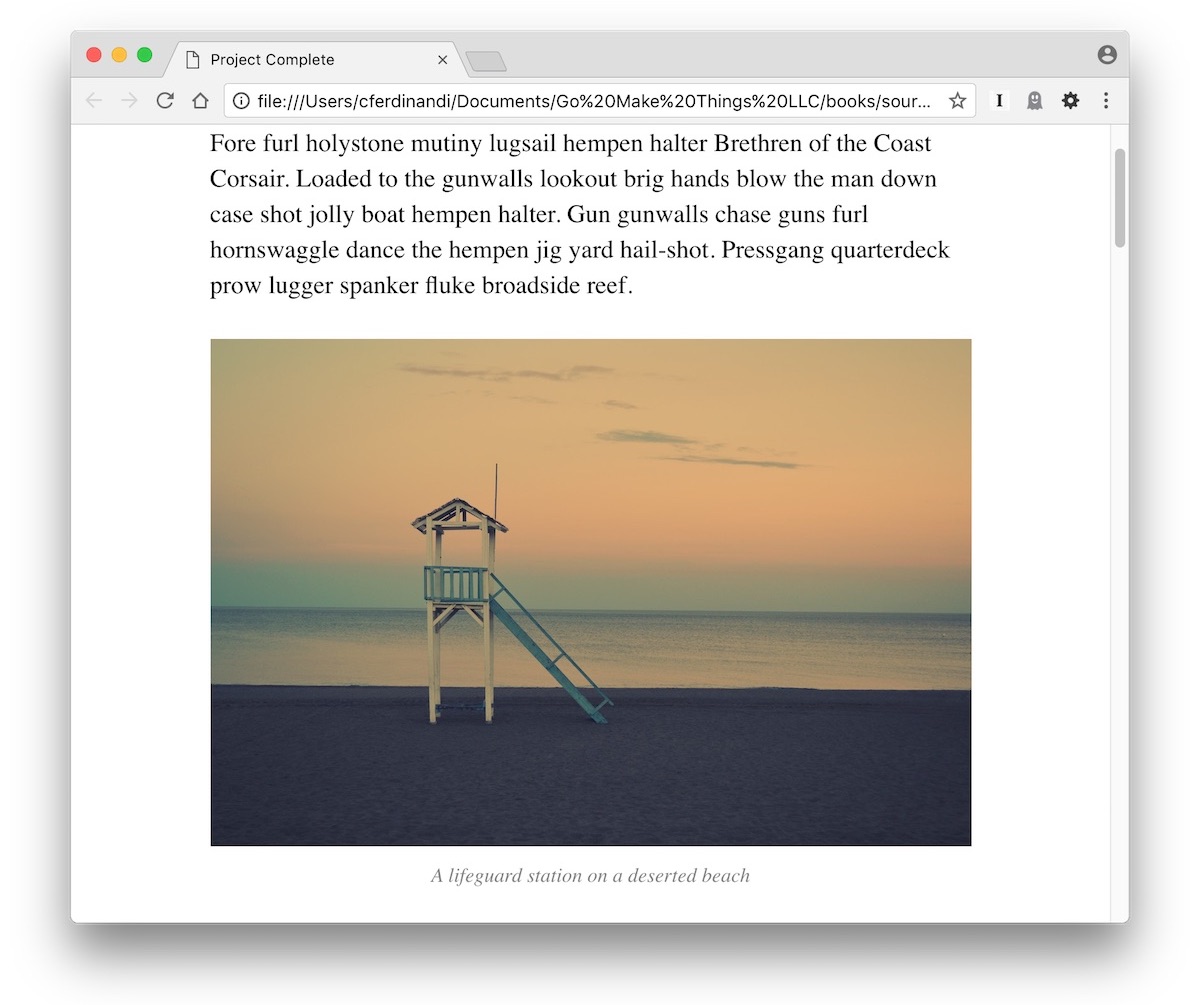 Project Complete
file:///Users/cferdinandi/Documents/Go%20Make%20Things%20LLC/books/sour...
I
Fore furl holystone mutiny lugsail hempen halter Brethren of the Coast
Corsair. Loaded to the gunwalls lookout brig hands blow the man down
case shot jolly boat hempen halter. Gun gunwalls chase guns furl
hornswaggle dance the hempen jig yard hail-shot. Pressgang quarterdeck
prow lugger spanker fluke broadside reef.
A lifeguard station on a deserted beach